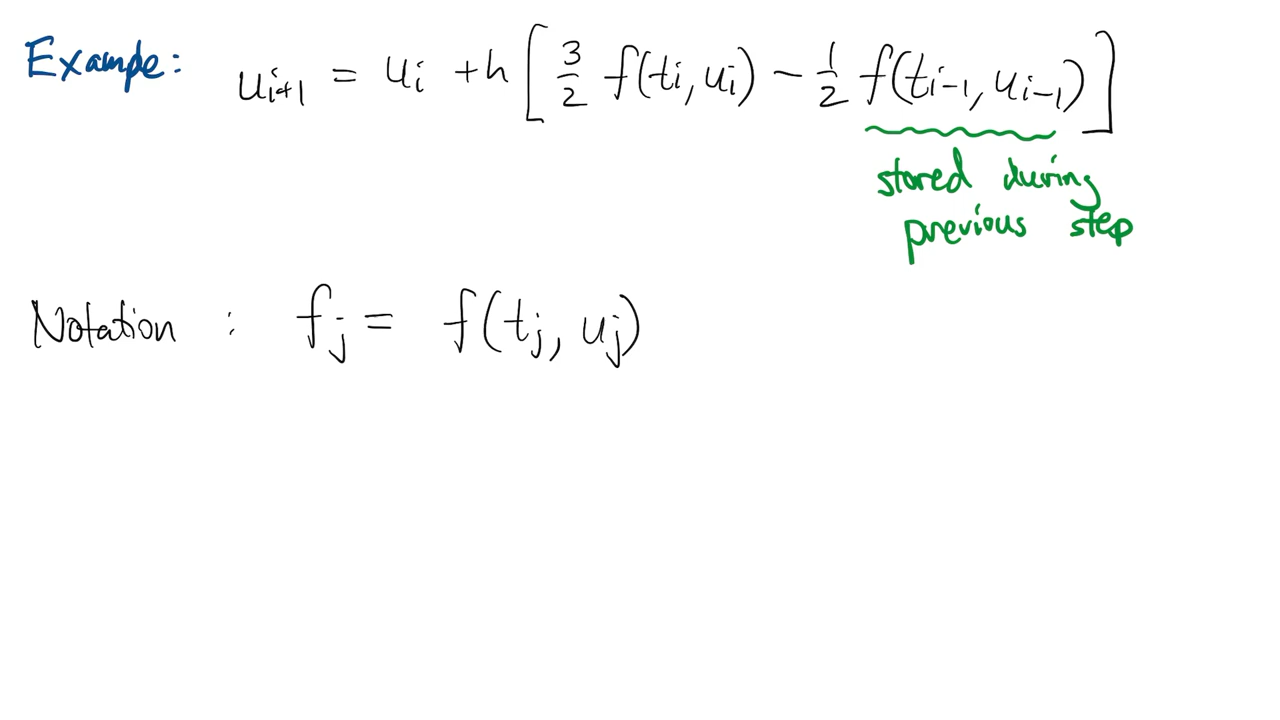 Exampe: u_{i+1} = u_i + h [ 3/2 f(t_i, u_i) - 1/2 f(t_{i-1}, u_{i-1}) ]
stored during
previous step
Notation : f_j = f(t_j, u_j)